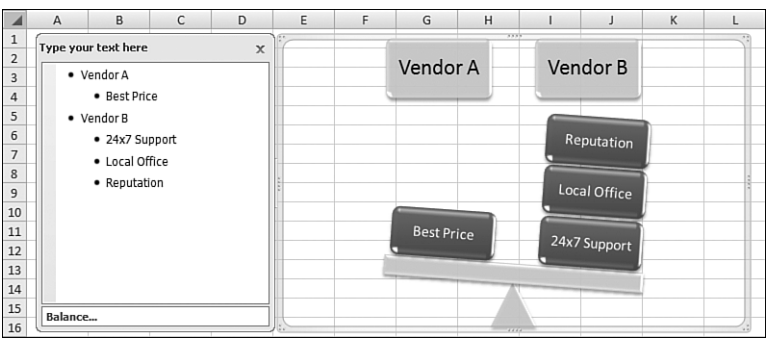 A B C D E F G H I J K L
1
2
3
4
5
6
7
8
9
10
11
12
13
14
15
16
Type your text here x
• Vendor A
• Best Price
• Vendor B
• 24x7 Support
• Local Office
• Reputation
Balance...
Vendor A Vendor B
Reputation
Local Office
Best Price
24x7 Support